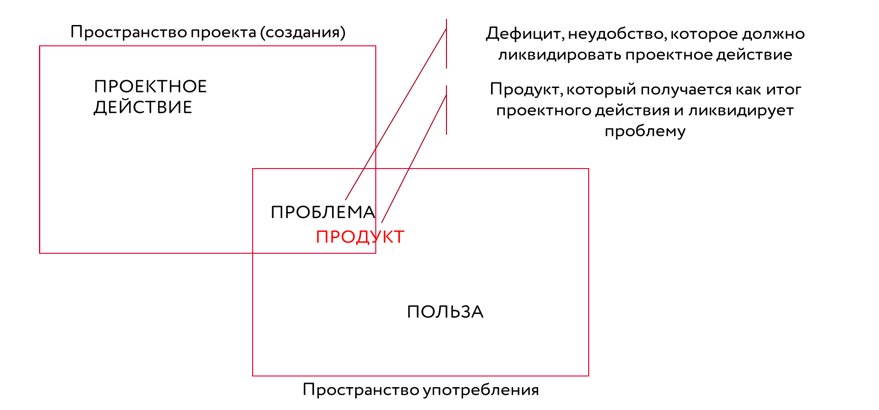 Пространство проекта (создания)
ПРОЕКТНОЕ
ДЕЙСТВИЕ
Дефицит, неудобство, которое должно
ликвидировать проектное действие
Продукт, который получается как итог
проектного действия и ликвидирует
проблему
ПРОБЛЕМА
ПРОДУКТ
ПОЛЬЗА
Пространство употребления